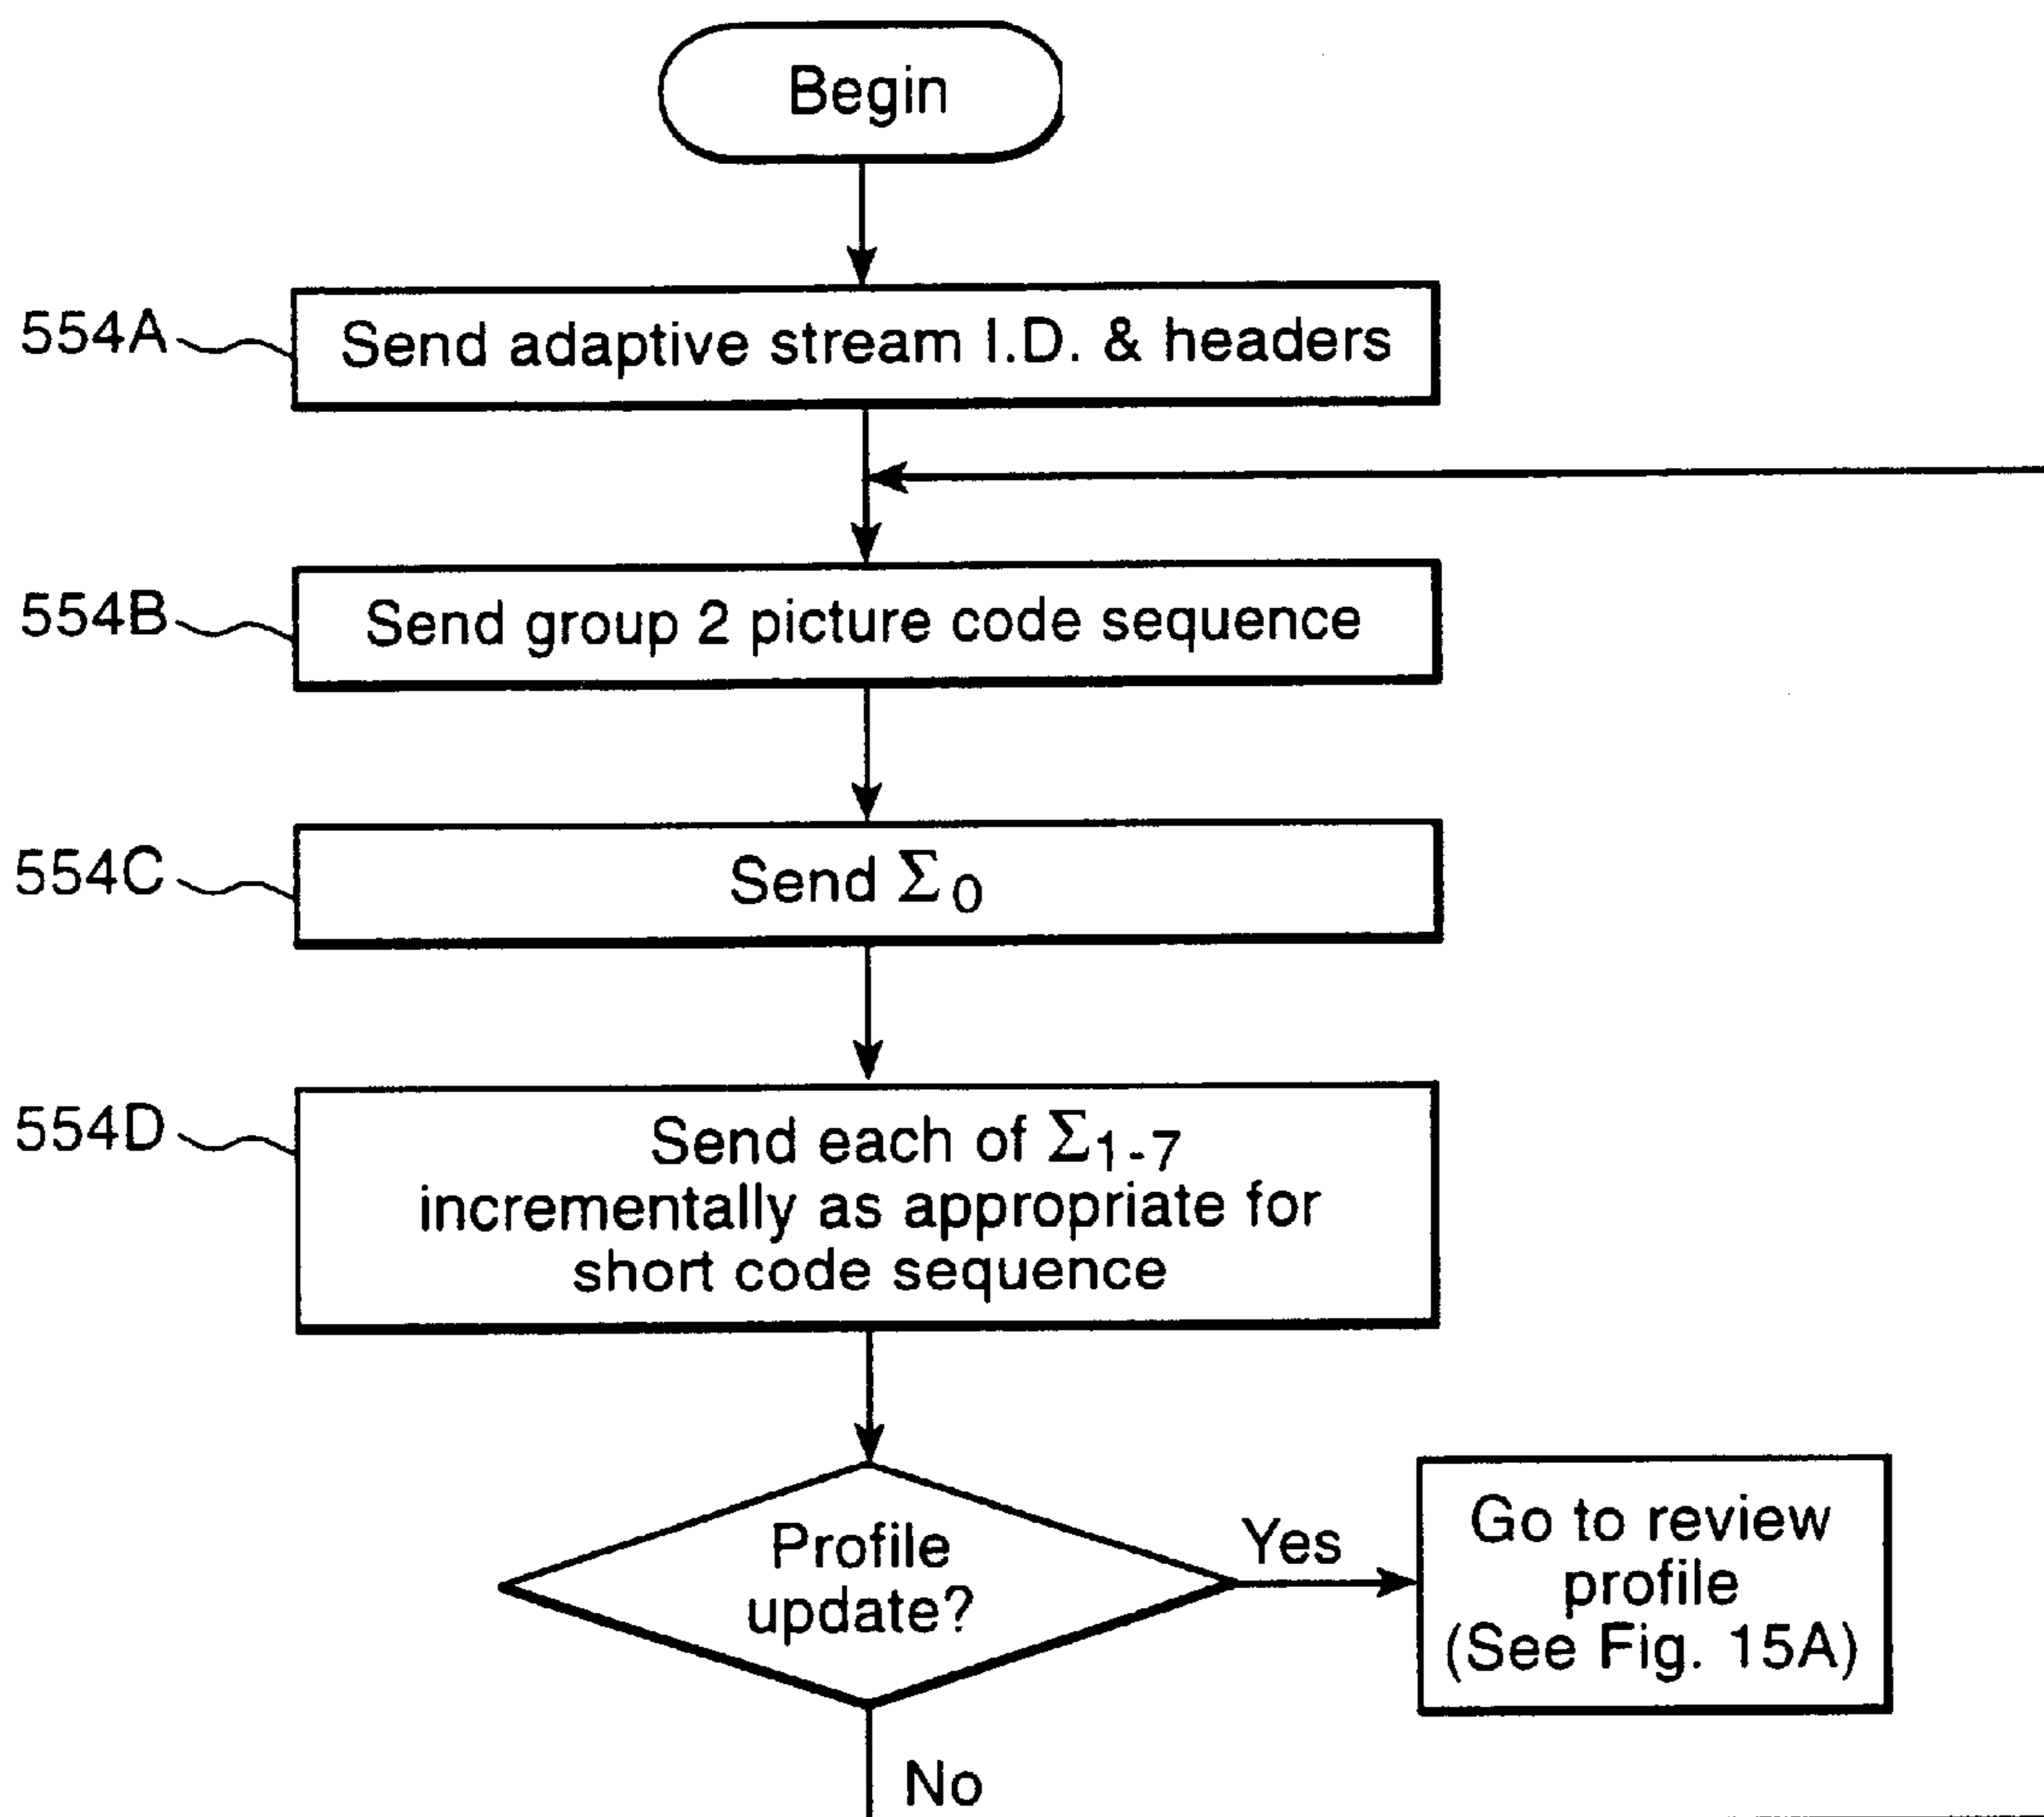 Begin
554A
Send adaptive stream I.D. & headers
554B
Send group 2 picture code sequence
554C
Send Σ0
554D
Send each of Σ1-7
incrementally as appropriate for
short code sequence
Profile
update?
Yes
Go to review
profile
(See Fig. 15A)
No